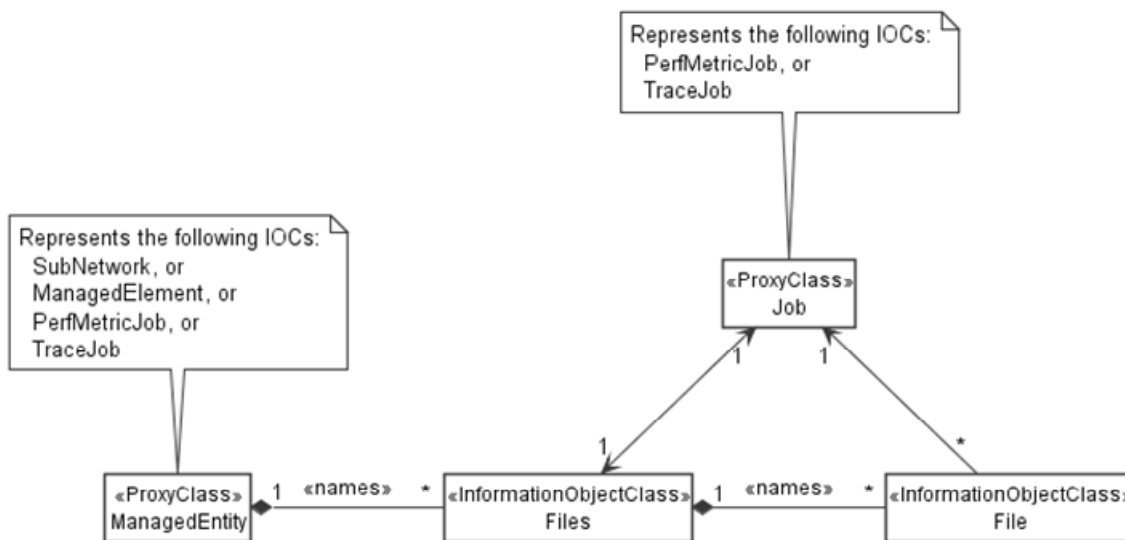 Represents the following IOCs:
PerfMetricJob, or
TraceJob
Represents the following IOCs:
SubNetwork, or
ManagedElement, or
PerfMetricJob, or
TraceJob
«ProxyClass»
Job
1
1
1
*
«ProxyClass»
ManagedEntity
1
«names»
*
«InformationObjectClass»
Files
1
«names»
*
«InformationObjectClass»
File